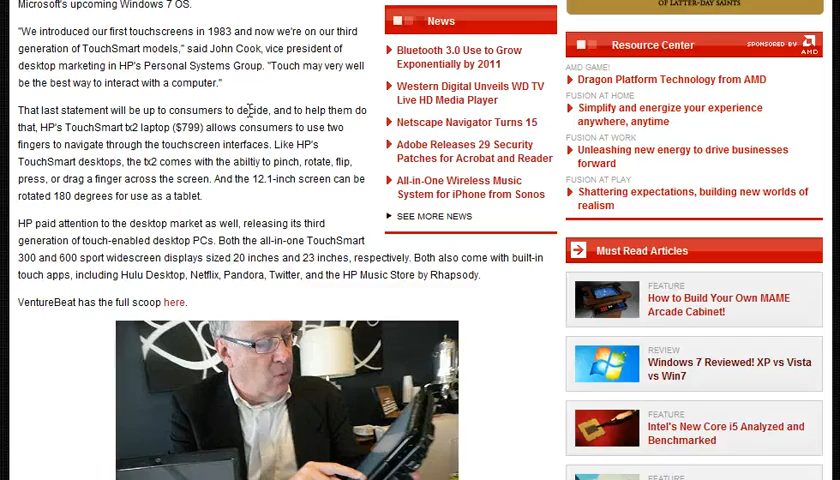 Microsoft's upcoming Windows 7 OS.
"We introduced our first touchscreens in 1983 and now we're on our third
generation of TouchSmart models," said John Cook, vice president of
desktop marketing in HP's Personal Systems Group. "Touch may very well
be the best way to interact with a computer."
That last statement will be up to consumers to decide, and to help them do
that, HP's TouchSmart tx2 laptop ($799) allows consumers to use two
fingers to navigate through the touchscreen interfaces. Like HP's
TouchSmart desktops, the tx2 comes with the abiltiy to pinch, rotate, flip,
press, or drag a finger across the screen. And the 12.1-inch screen can be
rotated 180 degrees for use as a tablet.
HP paid attention to the desktop market as well, releasing its third
generation of touch-enabled desktop PCs. Both the all-in-one TouchSmart
300 and 600 sport widescreen displays sized 20 inches and 23 inches, respectively. Both also come with built-in
touch apps, including Hulu Desktop, Netflix, Pandora, Twitter, and the HP Music Store by Rhapsody.
VentureBeat has the full scoop here.
News
Bluetooth 3.0 Use to Grow
Exponentially by 2011
Western Digital Unveils WD TV
Live HD Media Player
Netscape Navigator Turns 15
Adobe Releases 29 Security
Patches for Acrobat and Reader
All-in-One Wireless Music
System for iPhone from Sonos
SEE MORE NEWS
OF LATTER-DAY SAINTS
Resource Center
SPONSORED BY
AMD
AMD GAME!
Dragon Platform Technology from AMD
FUSION AT HOME
Simplify and energize your experience
anywhere, anytime
FUSION AT WORK
Unleashing new energy to drive businesses
forward
FUSION AT PLAY
Shattering expectations, building new worlds of
realism
Must Read Articles
FEATURE
How to Build Your Own MAME
Arcade Cabinet!
REVIEW
Windows 7 Reviewed! XP vs Vista
vs Win7
FEATURE
Intel's New Core i5 Analyzed and
Benchmarked
FEATURE